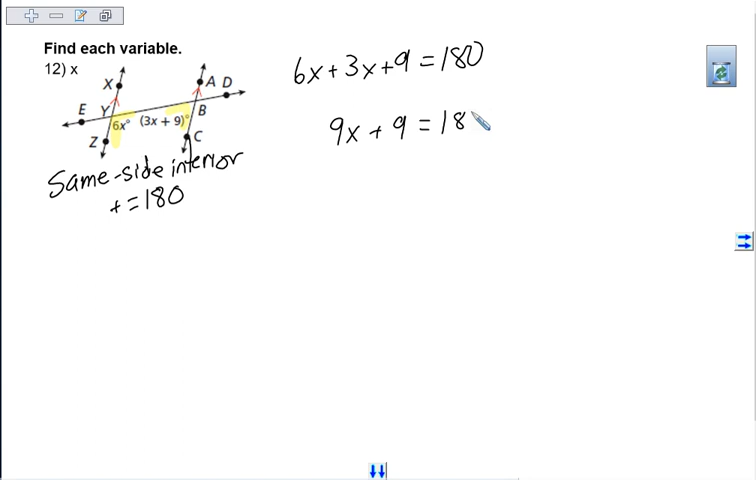 Find each variable.
12) x
X
A D
E Y
B
6x° (3x + 9)°
Z
C
Same-side interior
+ = 180
6x + 3x + 9 = 180
9x + 9 = 18